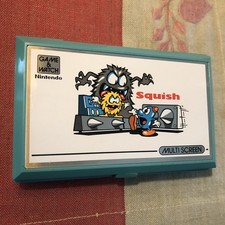 GAME &
WATCH
Nintendo
Squish
MULTI SCREEN